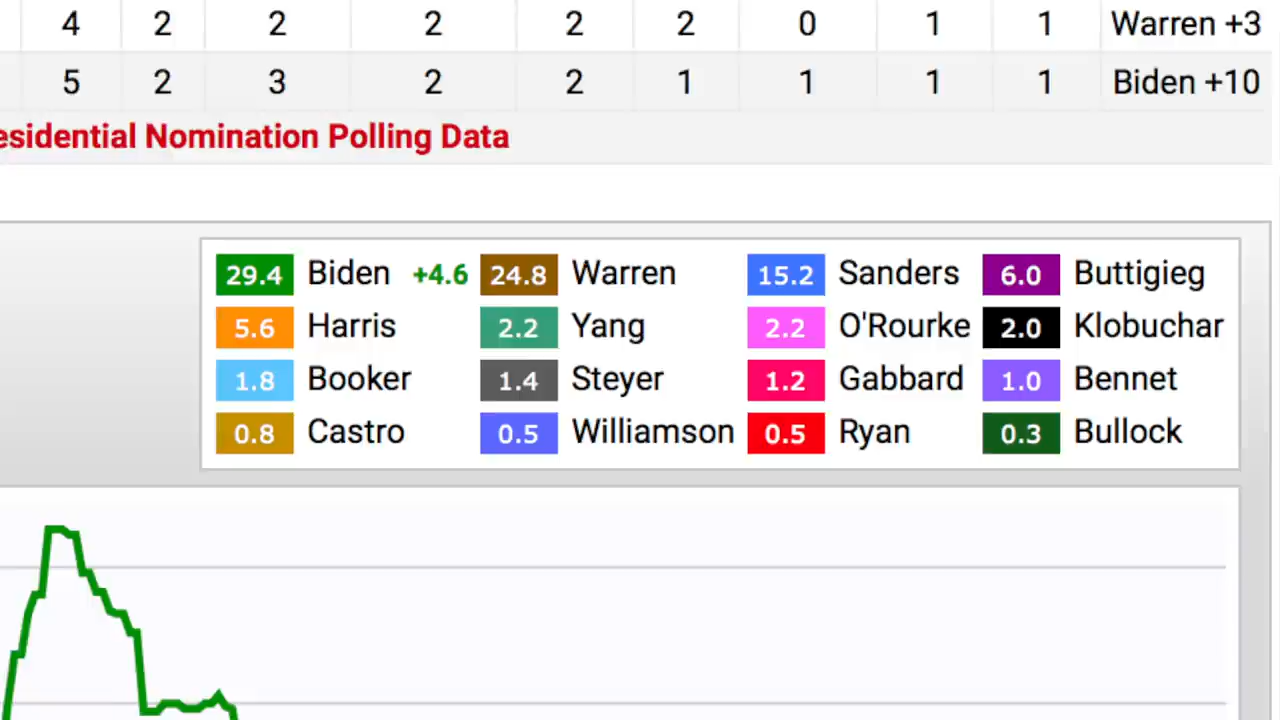 4 2 2 2 2 2 0 1 1 Warren +3
5 2 3 2 2 1 1 1 1 Biden +10
esidential Nomination Polling Data
29.4 Biden +4.6 24.8 Warren 15.2 Sanders 6.0 Buttigieg
5.6 Harris 2.2 Yang 2.2 O'Rourke 2.0 Klobuchar
1.8 Booker 1.4 Steyer 1.2 Gabbard 1.0 Bennet
0.8 Castro 0.5 Williamson 0.5 Ryan 0.3 Bullock